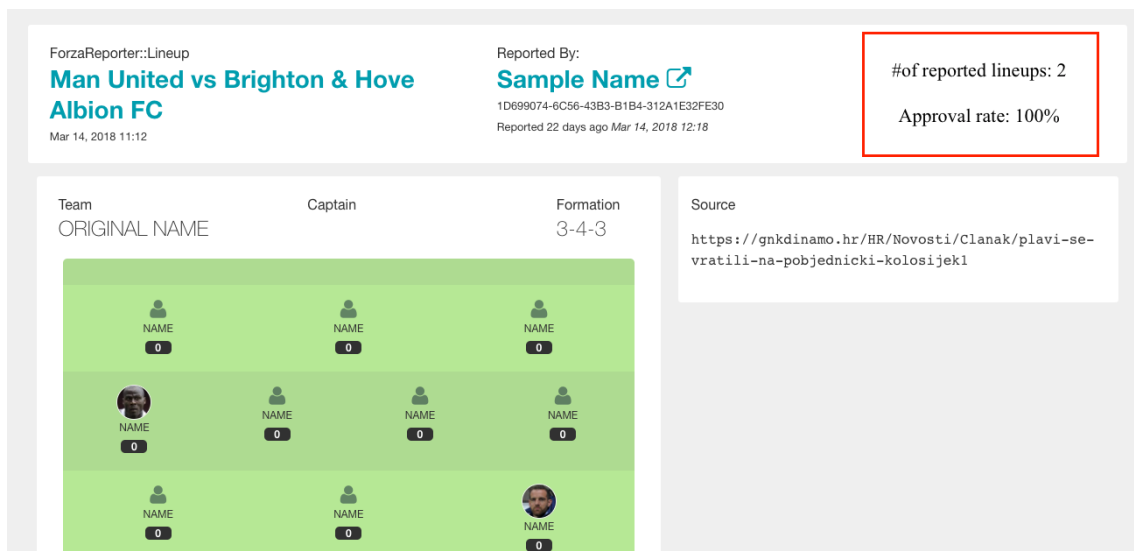 ForzaReporter::Lineup
Man United vs Brighton & Hove
Albion FC
Mar 14, 2018 11:12
Reported By:
Sample Name
1D699074-6C56-43B3-B1B4-312A1E32FE30
Reported 22 days ago Mar 14, 2018 12:18
#of reported lineups: 2
Approval rate: 100%
Team
ORIGINAL NAME
Captain
Formation
3-4-3
NAME NAME NAME
0 0 0
NAME NAME NAME NAME
0 0 0 0
NAME NAME NAME
0 0 0
Source
https://gnkdinamo.hr/HR/Novosti/Clanak/plavi-se-
vratili-na-pobjednicki-kolosijek1